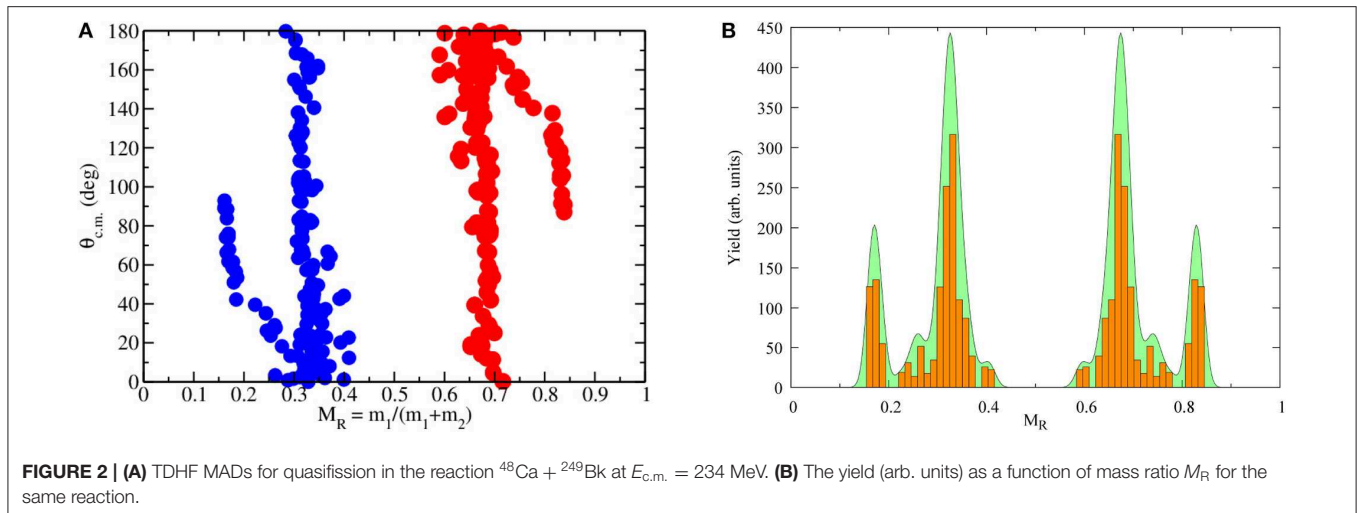 A
180
160
140
120
100
80
60
40
20
0
θc.m. (deg)
0 0.1 0.2 0.3 0.4 0.5 0.6 0.7 0.8 0.9 1
MR = m1/(m1+m2)
B
450
400
350
300
250
200
150
100
50
0
Yield (arb. units)
0 0.2 0.4 0.6 0.8 1
MR
FIGURE 2 | (A) TDHF MADs for quasifission in the reaction 48Ca + 249Bk at Ec.m. = 234 MeV. (B) The yield (arb. units) as a function of mass ratio MR for the
same reaction.